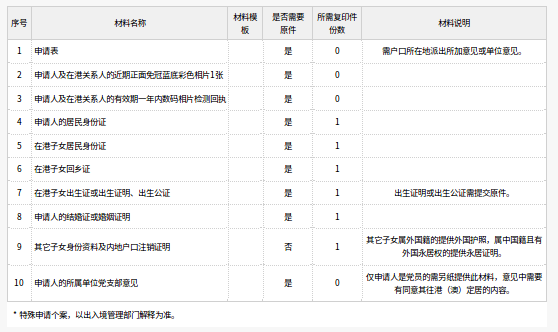 序号 材料名称 材料模板 是否需要原件 所需复印件份数 材料说明
1 申请表 是 0 需户口所在地派出所加意见或单位意见。
2 申请人及在港关系人的近期正面免冠蓝底彩色相片1张 是 0
3 申请人及在港关系人的有效期一年内数码相片检测回执 是 0
4 申请人的居民身份证 是 1
5 在港子女居民身份证 是 1
6 在港子女回乡证 是 1
7 在港子女出生证或出生证明、出生公证 是 1 出生证明或出生公证需提交原件。
8 申请人的结婚证或婚姻证明 是 1
9 其它子女身份资料及内地户口注销证明 否 1 其它子女属外国籍的提供外国护照，属中国籍且有
外国永居权的提供永居证明。
10 申请人的所属单位党支部意见 是 0 仅申请人是党员的需另纸提供此材料，意见中需要
有同意其往港（澳）定居的内容。
* 特殊申请个案，以出入境管理部门解释为准。